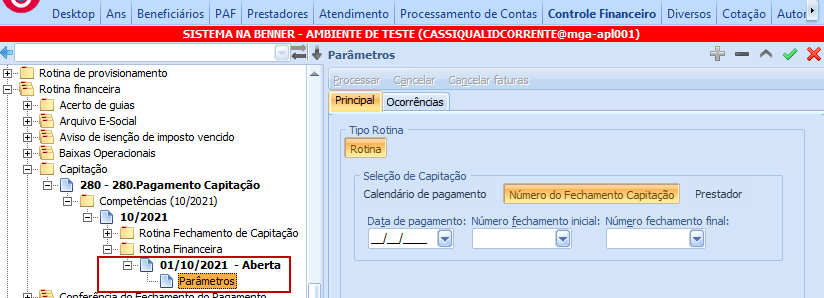 Desktop Ans Beneficiários PAF Prestadores Atendimento Processamento de Contas Controle Financeiro Diversos Cotação Autor
SISTEMA NA BENNER - AMBIENTE DE TESTE (CASSIQUALIDCORRENTE@mga-apl001)
Rotina de provisionamento
Rotina financeira
Acerto de guias
Arquivo E-Social
Aviso de isenção de imposto vencido
Baixas Operacionais
Capitação
280 - 280.Pagamento Capitação
Competências (10/2021)
10/2021
Rotina Fechamento de Capitação
Rotina Financeira
01/10/2021 - Aberta
Parâmetros
Conferência do Fechamento do Pagamento
Parâmetros
Processar Cancelar Cancelar faturas
Principal Ocorrências
Tipo Rotina
Rotina
Seleção de Capitação
Calendário de pagamento Número do Fechamento Capitação Prestador
Data de pagamento: Número fechamento inicial: Número fechamento final:
__/__/____